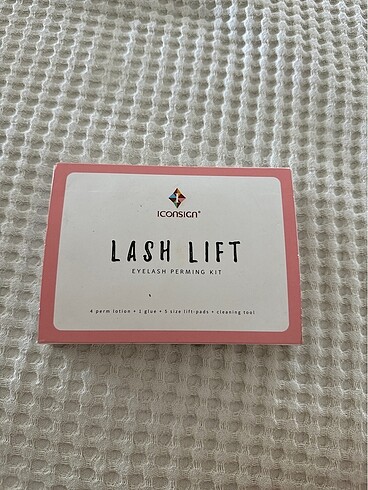 ICONSIGN®
LASH LIFT
EYELASH PERMING KIT
4 perm lotion • 1 glue • 5 size lift-pads • cleaning tool